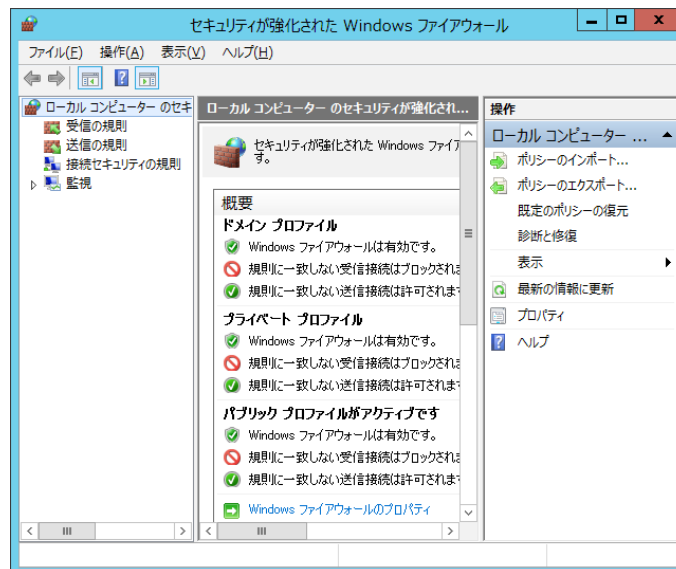 セキュリティが強化された Windows ファイアウォール
ファイル(F) 操作(A) 表示(V) ヘルプ(H)
ローカル コンピューター のセキ
受信の規則
送信の規則
接続セキュリティの規則
監視
ローカル コンピューター のセキュリティが強化され...
セキュリティが強化された Windows ファイア
す。
概要
ドメイン プロファイル
Windows ファイアウォールは有効です。
規則に一致しない受信接続はブロックされ
規則に一致しない送信接続は許可されま
プライベート プロファイル
Windows ファイアウォールは有効です。
規則に一致しない受信接続はブロックされ
規則に一致しない送信接続は許可されま
パブリック プロファイルがアクティブです
Windows ファイアウォールは有効です。
規則に一致しない受信接続はブロックされ
規則に一致しない送信接続は許可されま
Windows ファイアウォールのプロパティ
操作
ローカル コンピューター ...
ポリシーのインポート...
ポリシーのエクスポート...
既定のポリシーの復元
診断と修復
表示
最新の情報に更新
プロパティ
ヘルプ